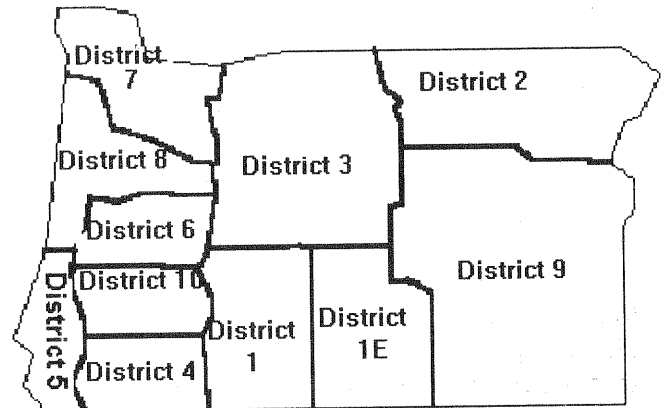 District
7
District 2
District 8
District 3
District 6
District 9
District 10
District 5
District
1
District
1E
District 4